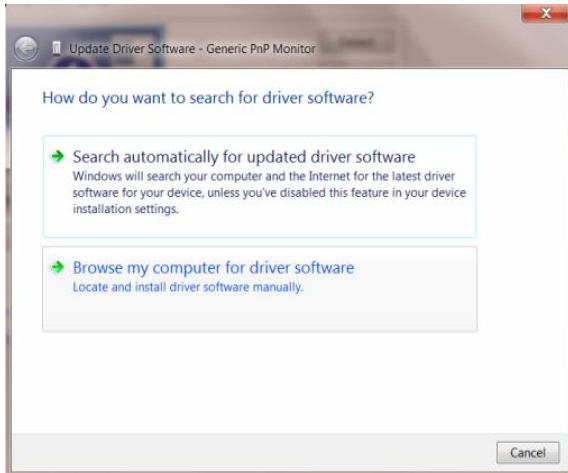 Update Driver Software - Generic PnP Monitor
How do you want to search for driver software?
Search automatically for updated driver software
Windows will search your computer and the Internet for the latest driver
software for your device, unless you've disabled this feature in your device
installation settings.
Browse my computer for driver software
Locate and install driver software manually.
Cancel